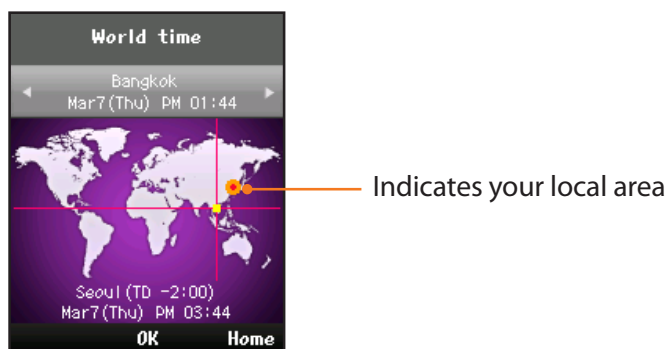 World time
Bangkok
Mar7(Thu) PM 01:44
Indicates your local area
Seoul(TD -2:00)
Mar7(Thu) PM 03:44
OK Home